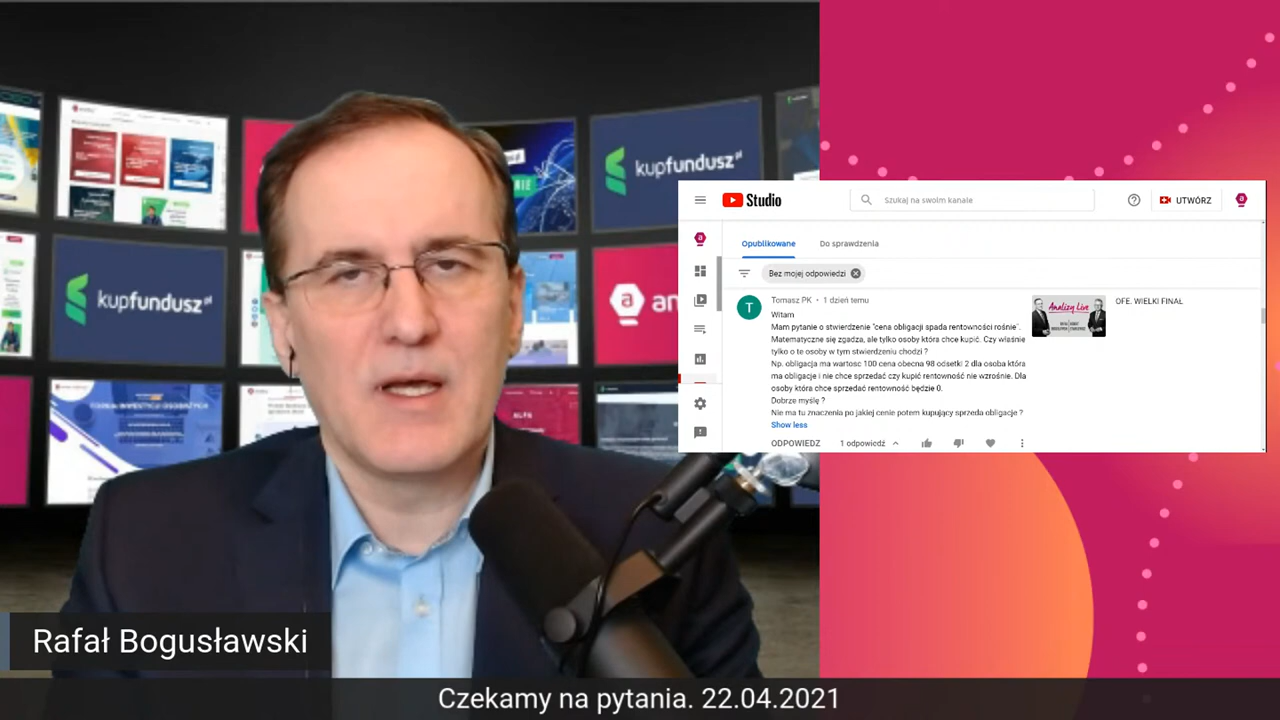 kupfundusz.pl
kupfundusz.pl
Studio
Szukaj na swoim kanale
UTWÓRZ
Opublikowane
Do sprawdzenia
Bez mojej odpowiedzi
T
Tomasz PK • 1 dzień temu
Witam
Mam pytanie o stwierdzenie "cena obligacji spada rentowności rośnie".
Matematyczne się zgadza, ale tylko osoby która chce kupić. Czy właśnie
tylko o te osoby w tym stwierdzeniu chodzi ?
Np. obligacja ma wartosc 100 cena obecna 98 odsetki 2 dla osoba która
ma obligacje i nie chce sprzedać czy kupić rentowność nie wzrośnie. Dla
osoby która chce sprzedać rentowność będzie 0.
Dobrze myślę ?
Nie ma tu znaczenia po jakiej cenie potem kupujący sprzeda obligacje ?
Show less
ODPOWIEDZ
1 odpowiedź
Analizy Live
OFE. WIELKI FINAŁ
Rafał Bogusławski
Czekamy na pytania. 22.04.2021